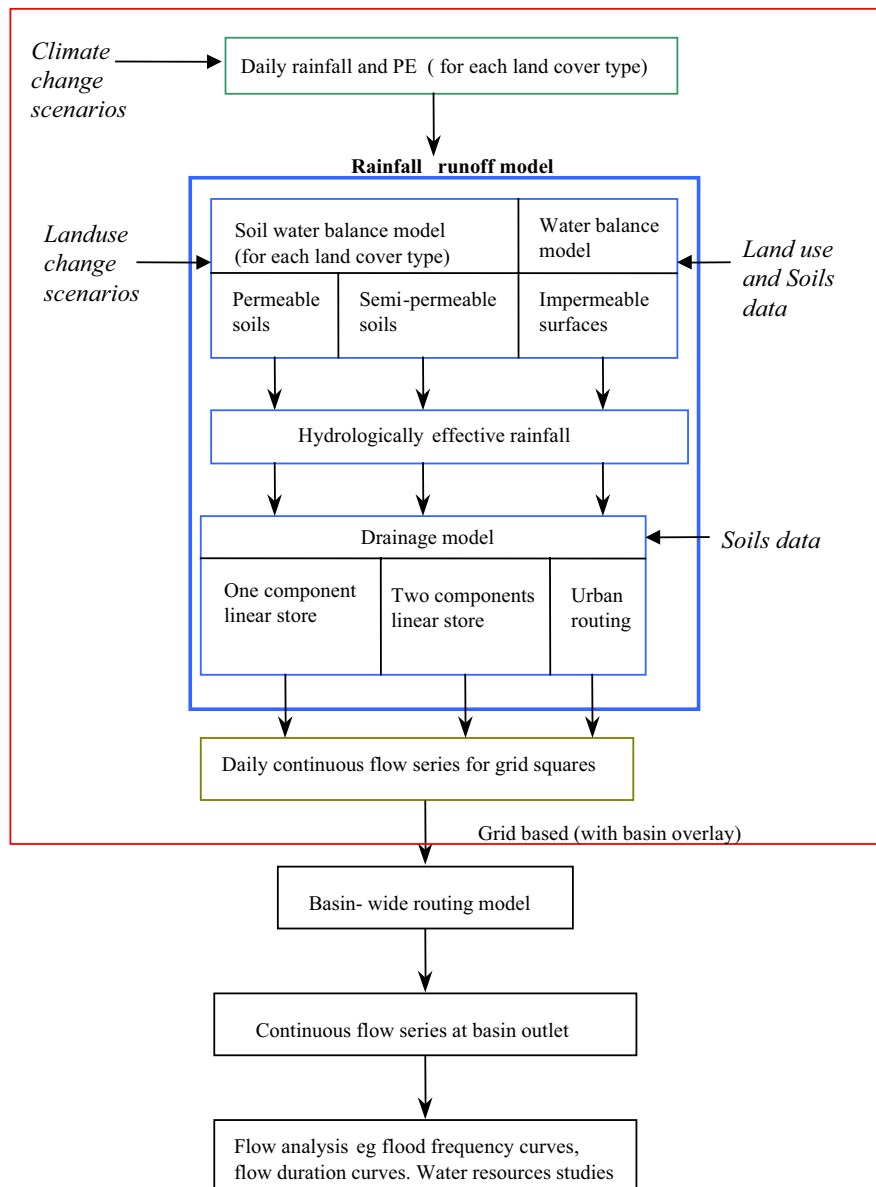 Climate
change
scenarios
Daily rainfall and PE ( for each land cover type)
Rainfall runoff model
Landuse
change
scenarios
Soil water balance model
(for each land cover type)
Water balance
model
Land use
and Soils
data
Permeable
soils
Semi-permeable
soils
Impermeable
surfaces
Hydrologically effective rainfall
Drainage model
Soils data
One component
linear store
Two components
linear store
Urban
routing
Daily continuous flow series for grid squares
Grid based (with basin overlay)
Basin- wide routing model
Continuous flow series at basin outlet
Flow analysis eg flood frequency curves,
flow duration curves. Water resources studies